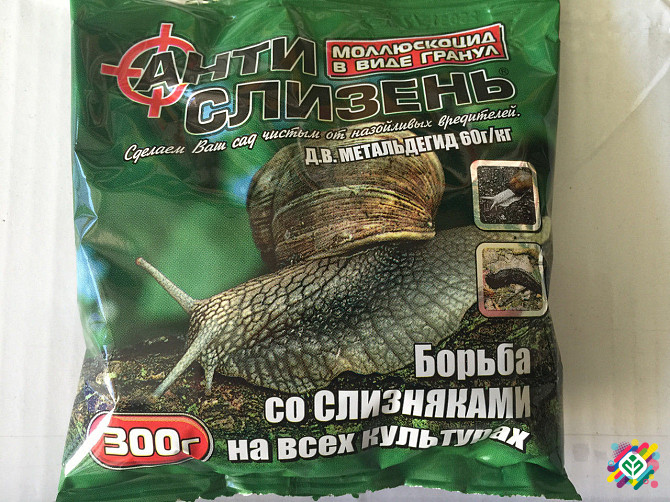 АНТИ
СЛИЗЕНЬ
МОЛЛЮСКОЦИД
В ВИДЕ ГРАНУЛ
Сделаем Ваш сад чистым от назойливых вредителей.
Д.В. МЕТАЛЬДЕГИД 60г/кг
Борьба
со СЛИЗНЯКАМИ
на всех культурах
300г